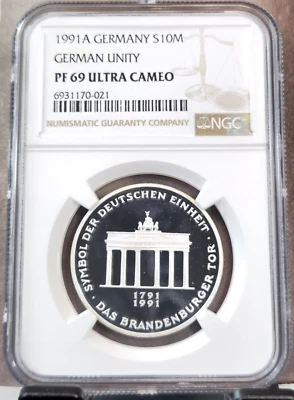 1991A GERMANY S10M
GERMAN UNITY
PF 69 ULTRA CAMEO
6931170-021
NUMISMATIC GUARANTY COMPANY
NGC
SYMBOL DER DEUTSCHEN EINHEIT
1791
1991
· DAS BRANDENBURGER TOR ·